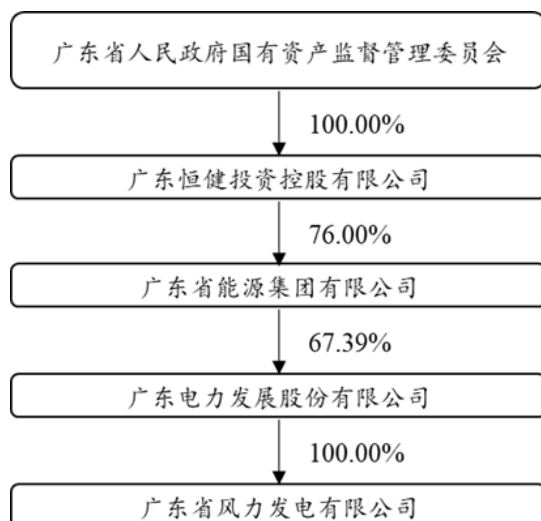 广东省人民政府国有资产监督管理委员会
100.00%
广东恒健投资控股有限公司
76.00%
广东省能源集团有限公司
67.39%
广东电力发展股份有限公司
100.00%
广东省风力发电有限公司